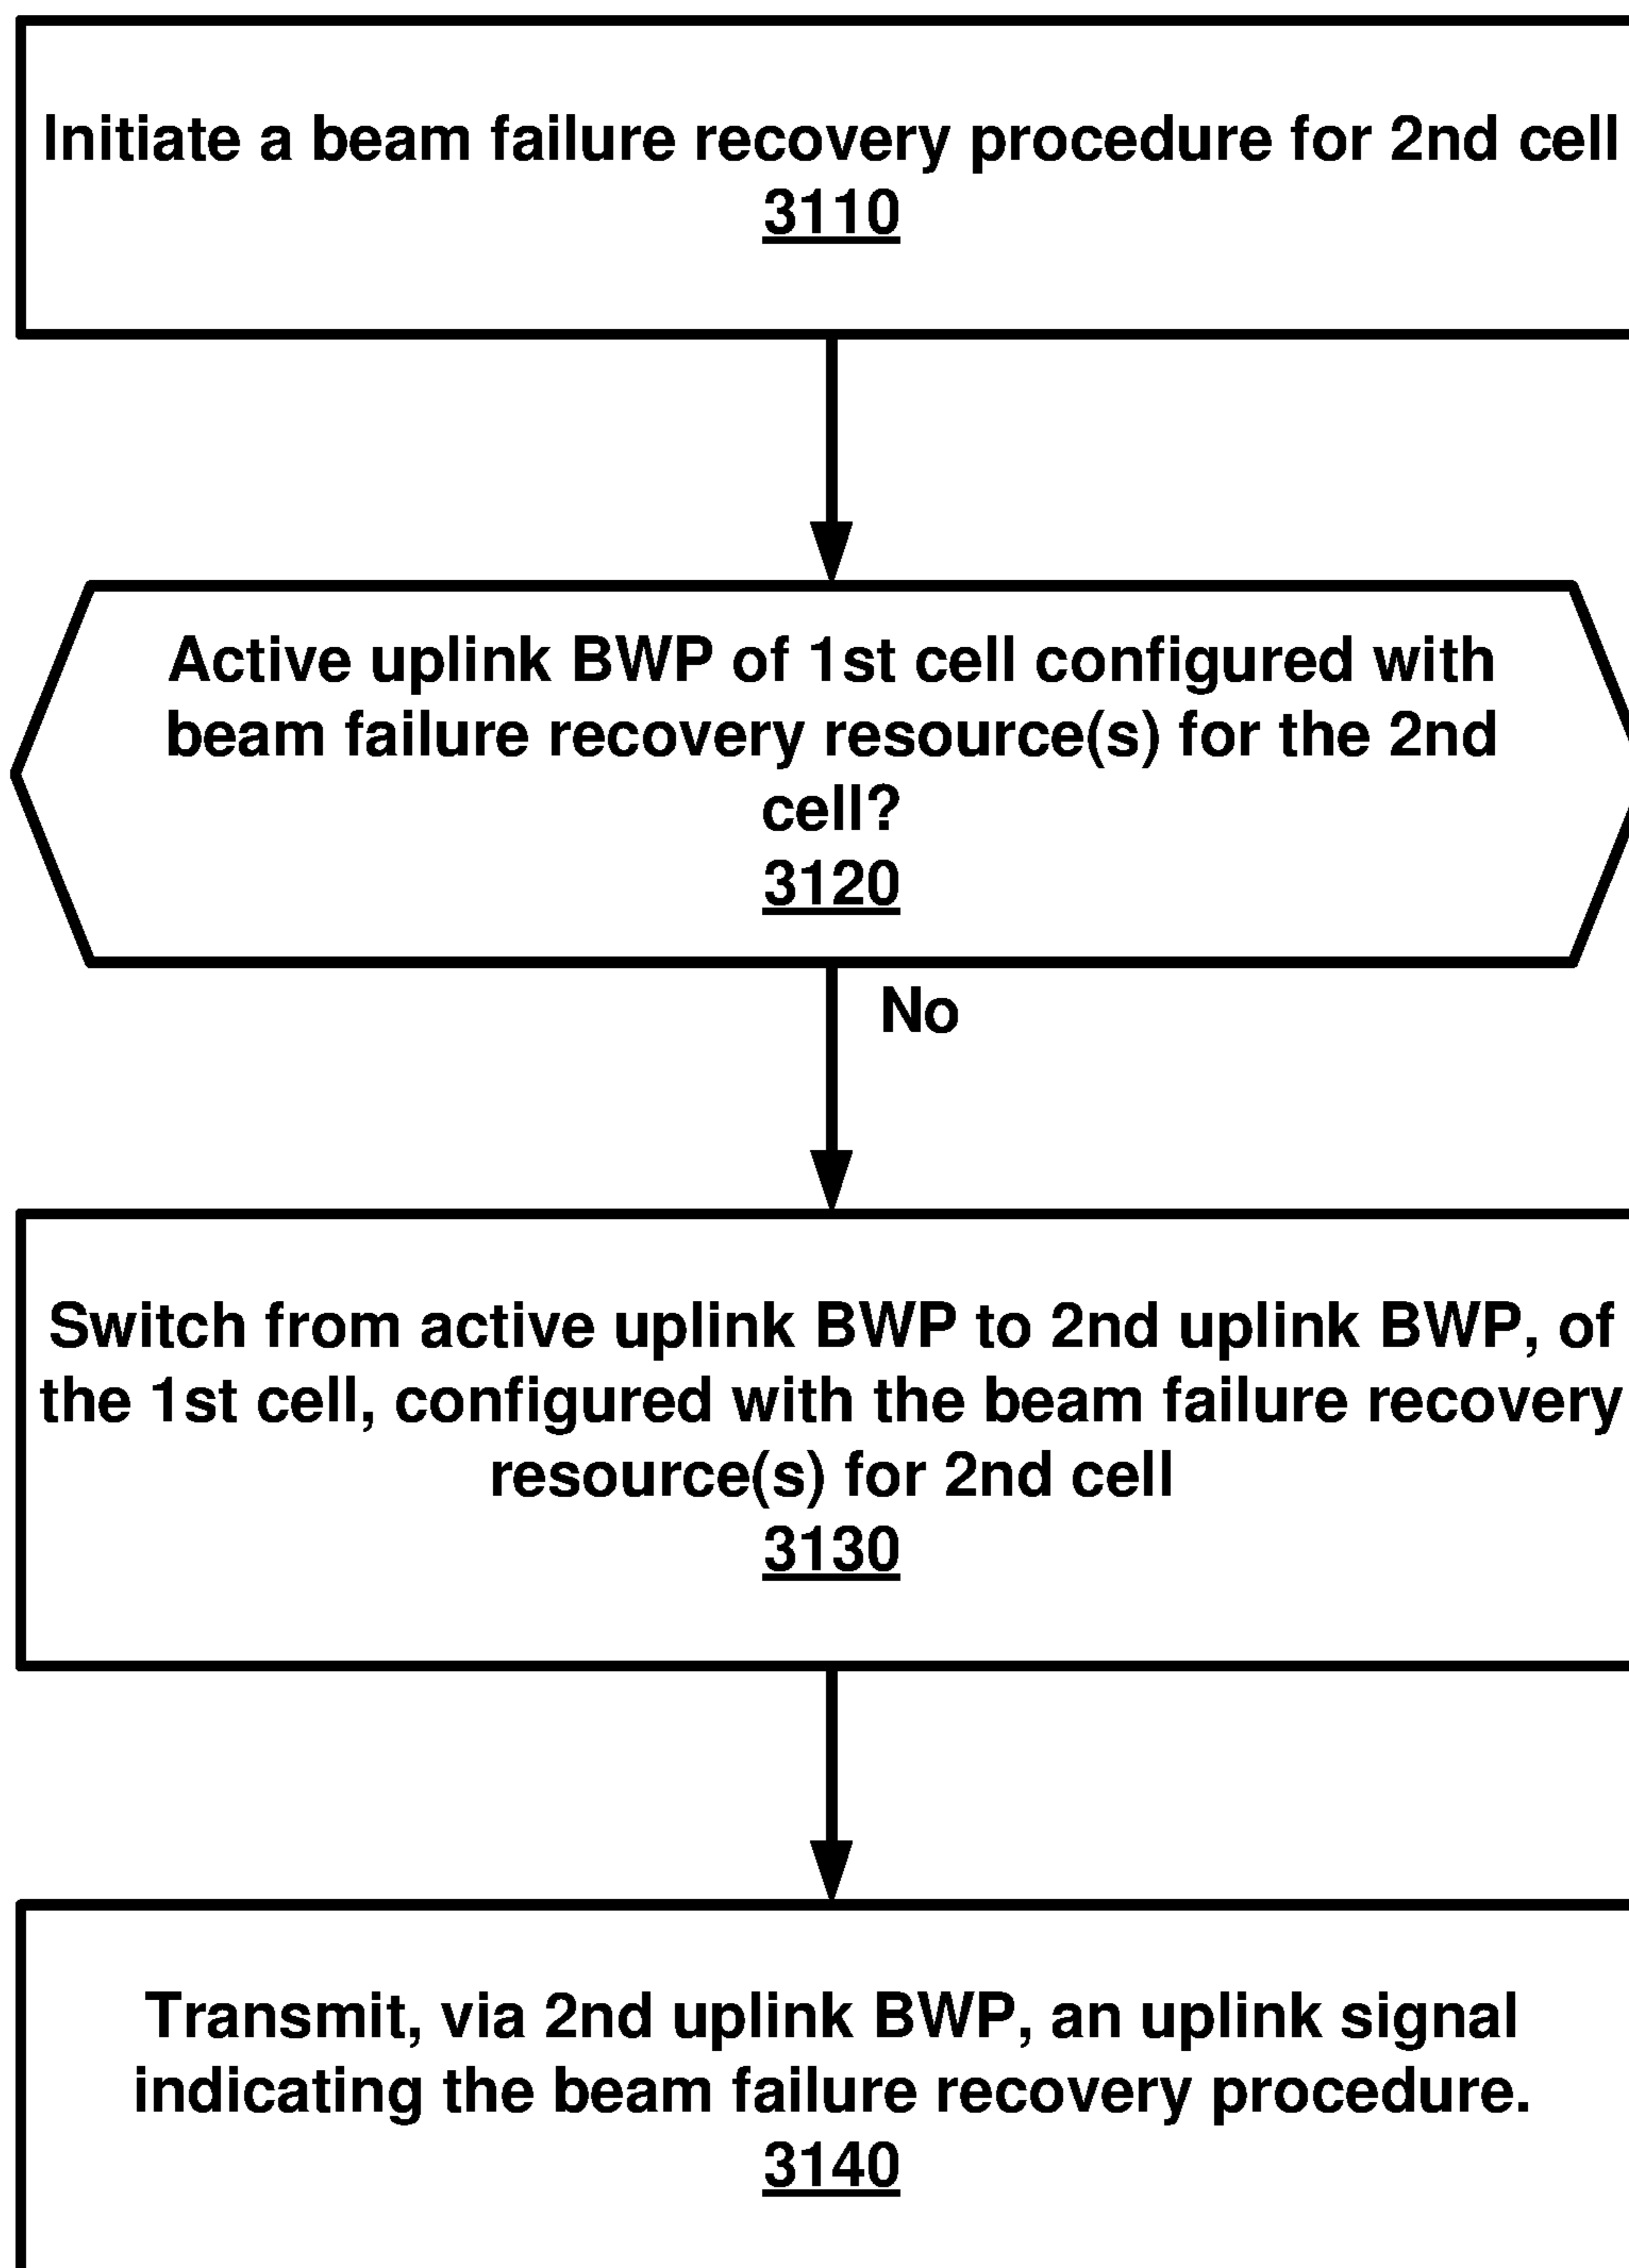 Initiate a beam failure recovery procedure for 2nd cell
3110
Active uplink BWP of 1st cell configured with
beam failure recovery resource(s) for the 2nd
cell?
3120
No
Switch from active uplink BWP to 2nd uplink BWP, of
the 1st cell, configured with the beam failure recovery
resource(s) for 2nd cell
3130
Transmit, via 2nd uplink BWP, an uplink signal
indicating the beam failure recovery procedure.
3140